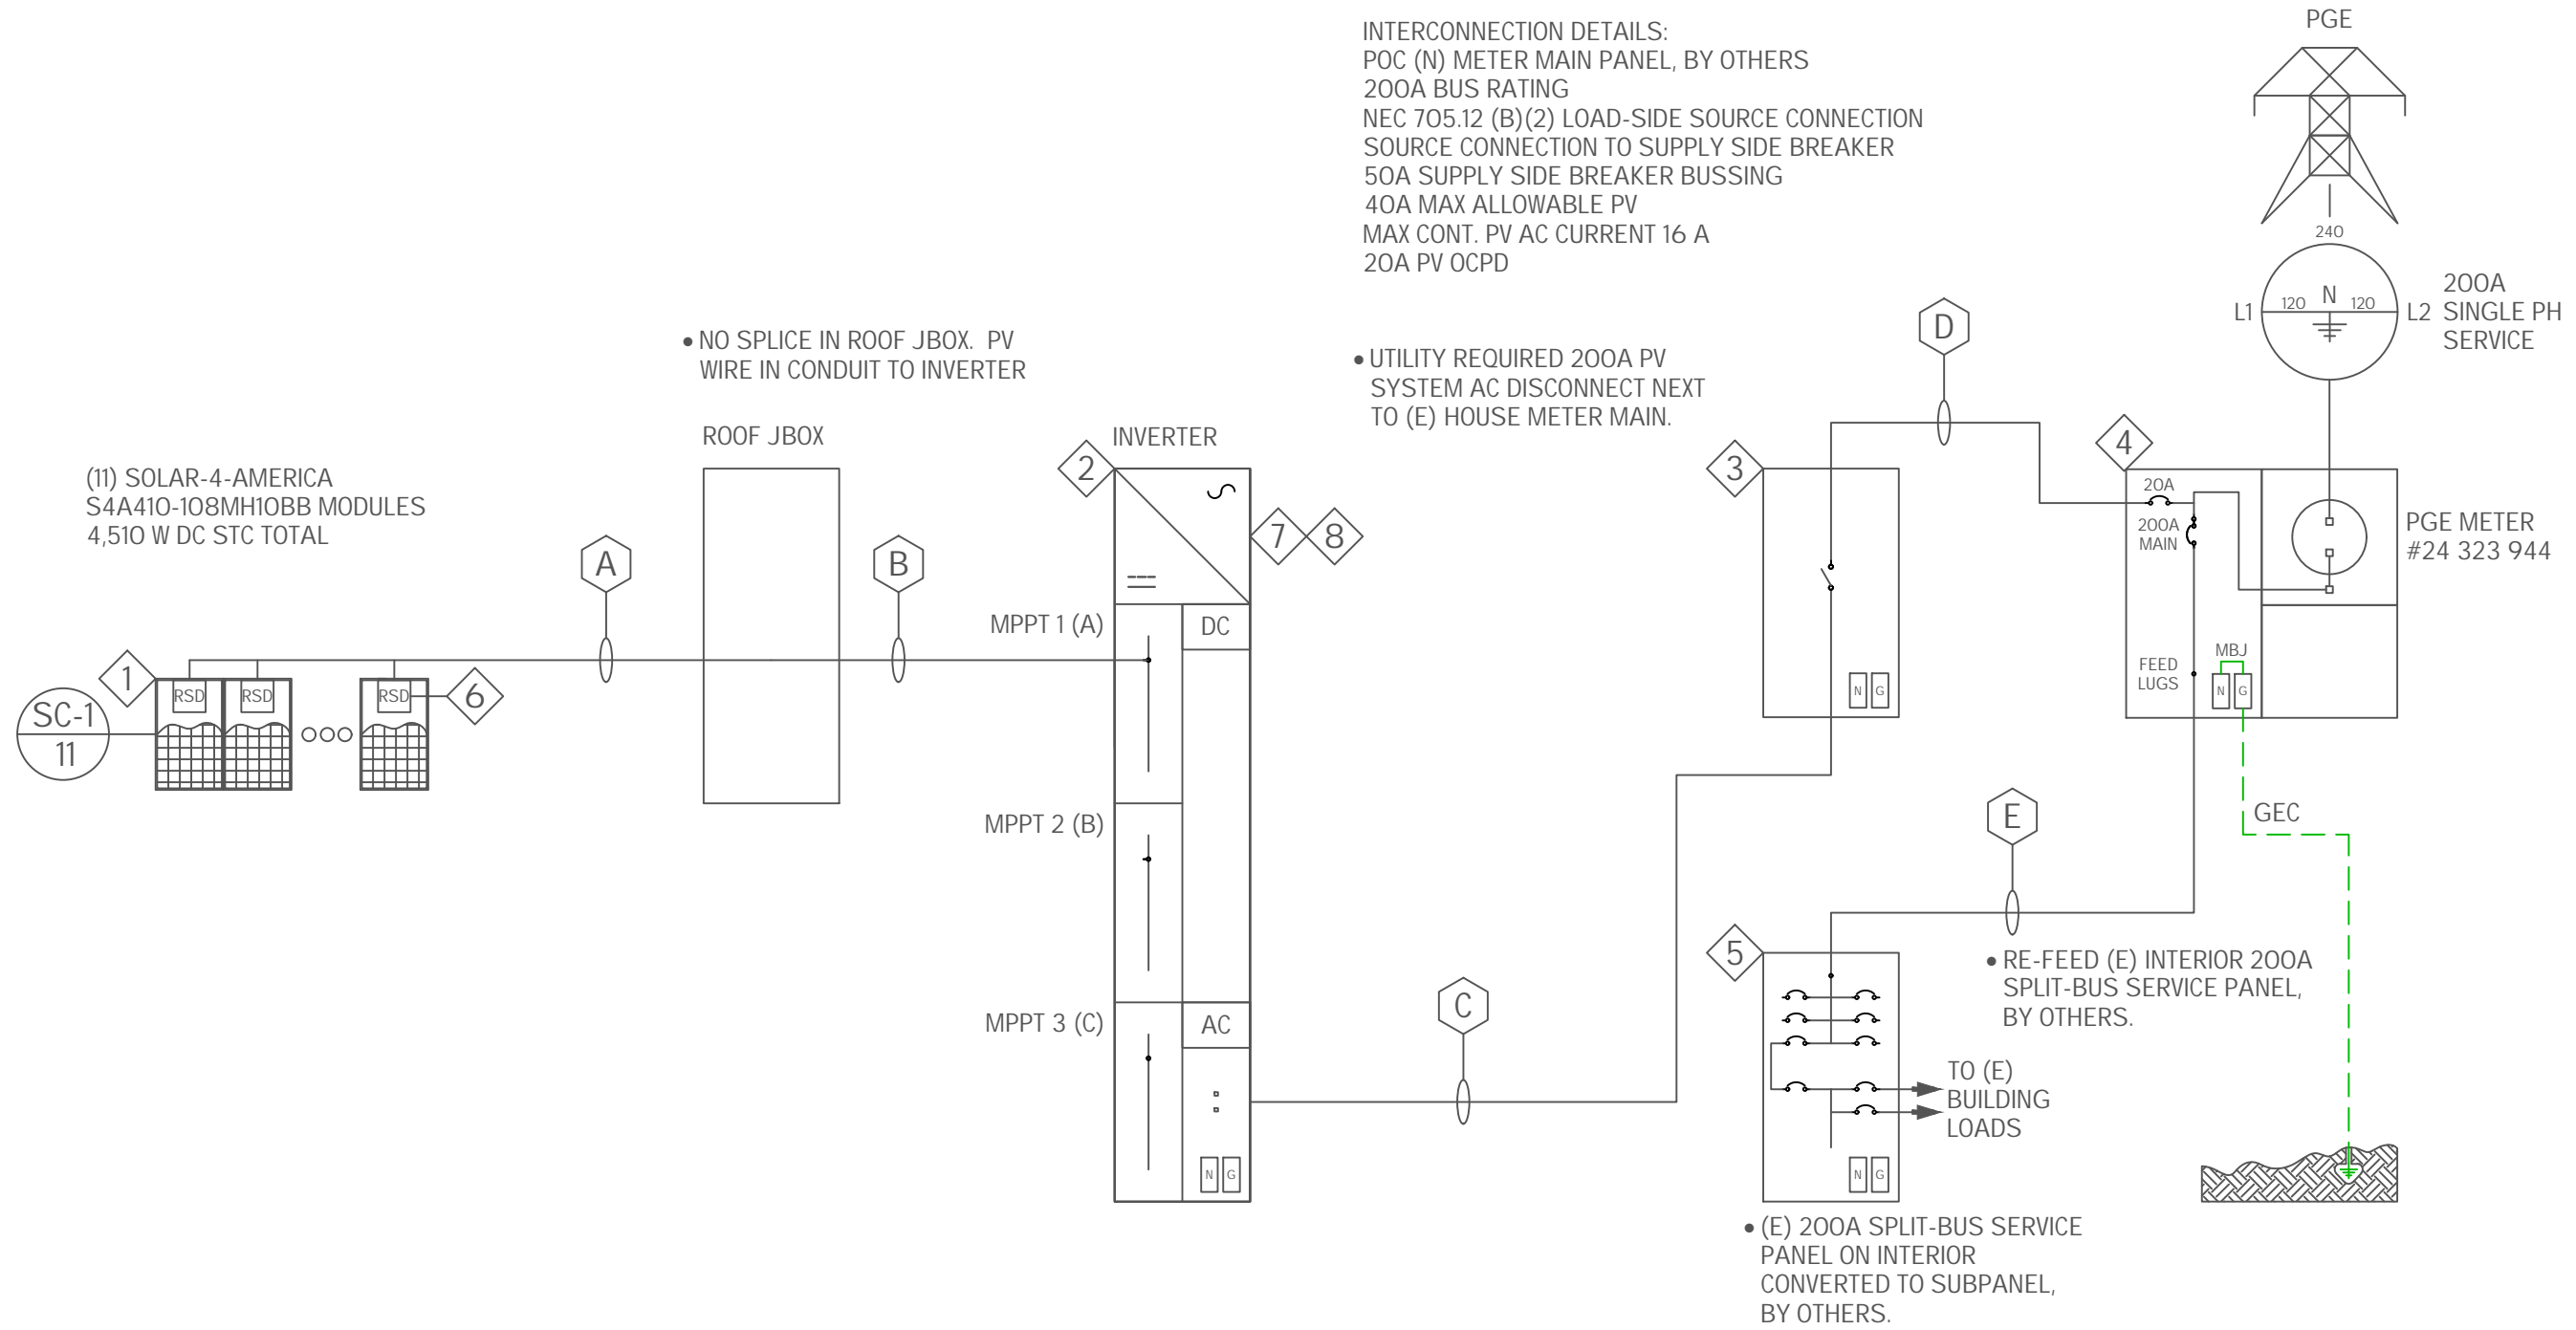 INTERCONNECTION DETAILS:
POC (N) METER MAIN PANEL, BY OTHERS
200A BUS RATING
NEC 705.12 (B)(2) LOAD-SIDE SOURCE CONNECTION
SOURCE CONNECTION TO SUPPLY SIDE BREAKER
50A SUPPLY SIDE BREAKER BUSSING
40A MAX ALLOWABLE PV
MAX CONT. PV AC CURRENT 16 A
20A PV OCPD
PGE
240
L1
120 N 120
L2
200A
SINGLE PH
SERVICE
• NO SPLICE IN ROOF JBOX. PV
WIRE IN CONDUIT TO INVERTER
• UTILITY REQUIRED 200A PV
SYSTEM AC DISCONNECT NEXT
TO (E) HOUSE METER MAIN.
D
ROOF JBOX
2
INVERTER
3
4
(11) SOLAR-4-AMERICA
S4A410-108MH10BB MODULES
4,510 W DC STC TOTAL
A
B
7
8
20A
200A
MAIN
PGE METER
#24 323 944
MPPT 1 (A)
DC
FEED
LUGS
MBJ
N G
N G
1
RSD
RSD
RSD
6
SC-1
11
MPPT 2 (B)
GEC
E
5
• RE-FEED (E) INTERIOR 200A
SPLIT-BUS SERVICE PANEL,
BY OTHERS.
MPPT 3 (C)
AC
C
TO (E)
BUILDING
LOADS
N G
N G
• (E) 200A SPLIT-BUS SERVICE
PANEL ON INTERIOR
CONVERTED TO SUBPANEL,
BY OTHERS.